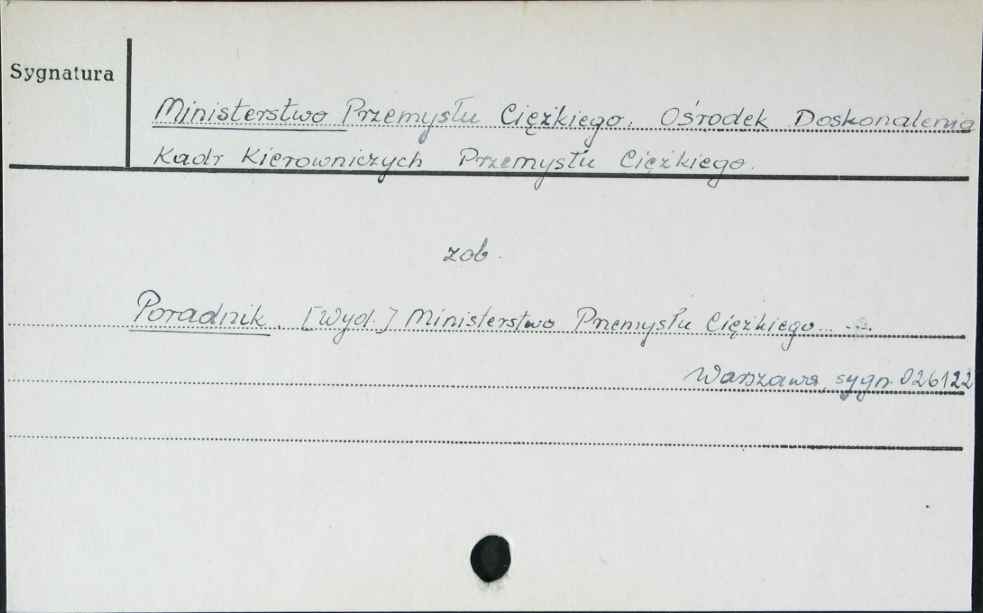 Sygnatura
Ministerstwo Przemysłu Ciężkiego. Ośrodek Doskonalenia
Kadr Kierowniczych Przemysłu Ciężkiego.
zob.
Poradnik. [Wyd.] Ministerstwo Przemysłu Ciężkiego...
Warszawa, sygn. 026122